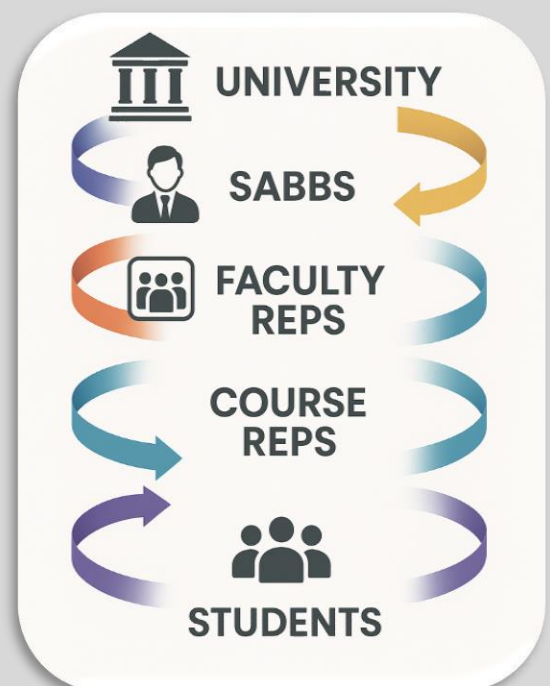 UNIVERSITY
SABBS
FACULTY
REPS
COURSE
REPS
STUDENTS